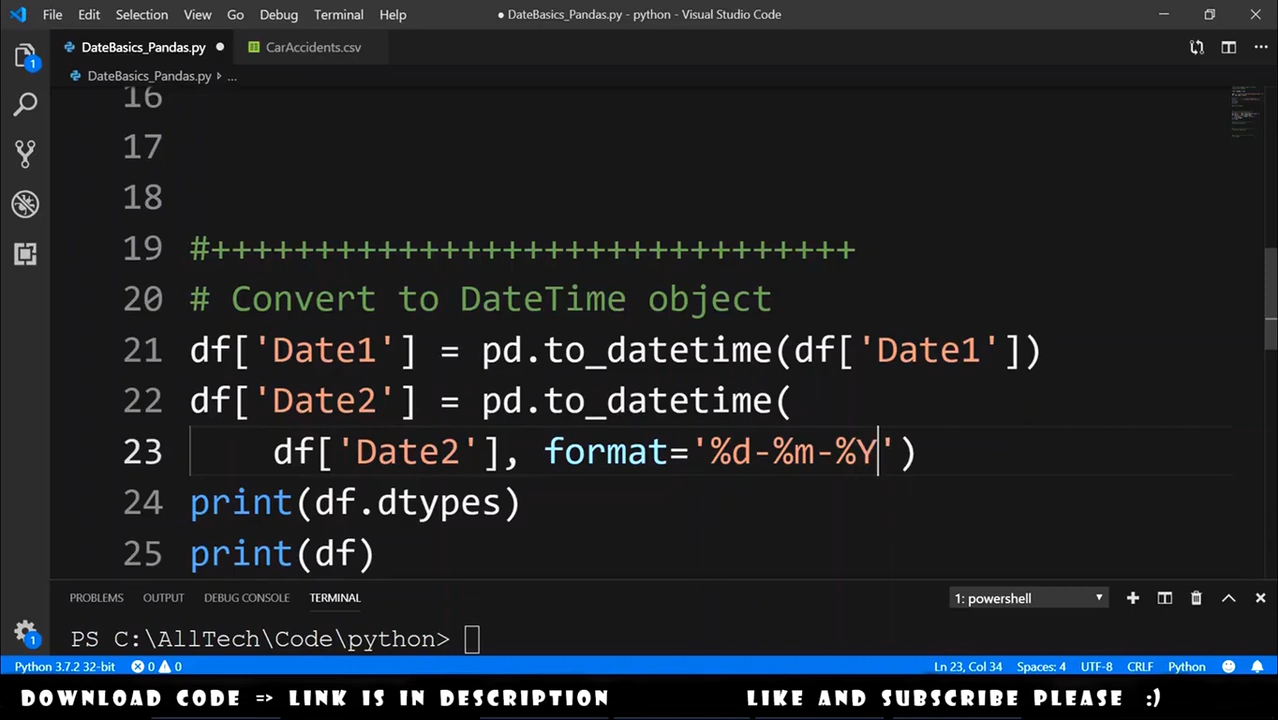 File Edit Selection View Go Debug Terminal Help ● DateBasics_Pandas.py - python - Visual Studio Code
DateBasics_Pandas.py ● CarAccidents.csv
DateBasics_Pandas.py › ...
1
16
17
18
19 #+++++++++++++++++++++++++++++++
20 # Convert to DateTime object
21 df['Date1'] = pd.to_datetime(df['Date1'])
22 df['Date2'] = pd.to_datetime(
23 df['Date2'], format='%d-%m-%Y')
24 print(df.dtypes)
25 print(df)
PROBLEMS OUTPUT DEBUG CONSOLE TERMINAL 1: powershell
PS C:\AllTech\Code\python>
1
Python 3.7.2 32-bit 0 0 Ln 23, Col 34 Spaces: 4 UTF-8 CRLF Python
DOWNLOAD CODE => LINK IS IN DESCRIPTION LIKE AND SUBSCRIBE PLEASE :)